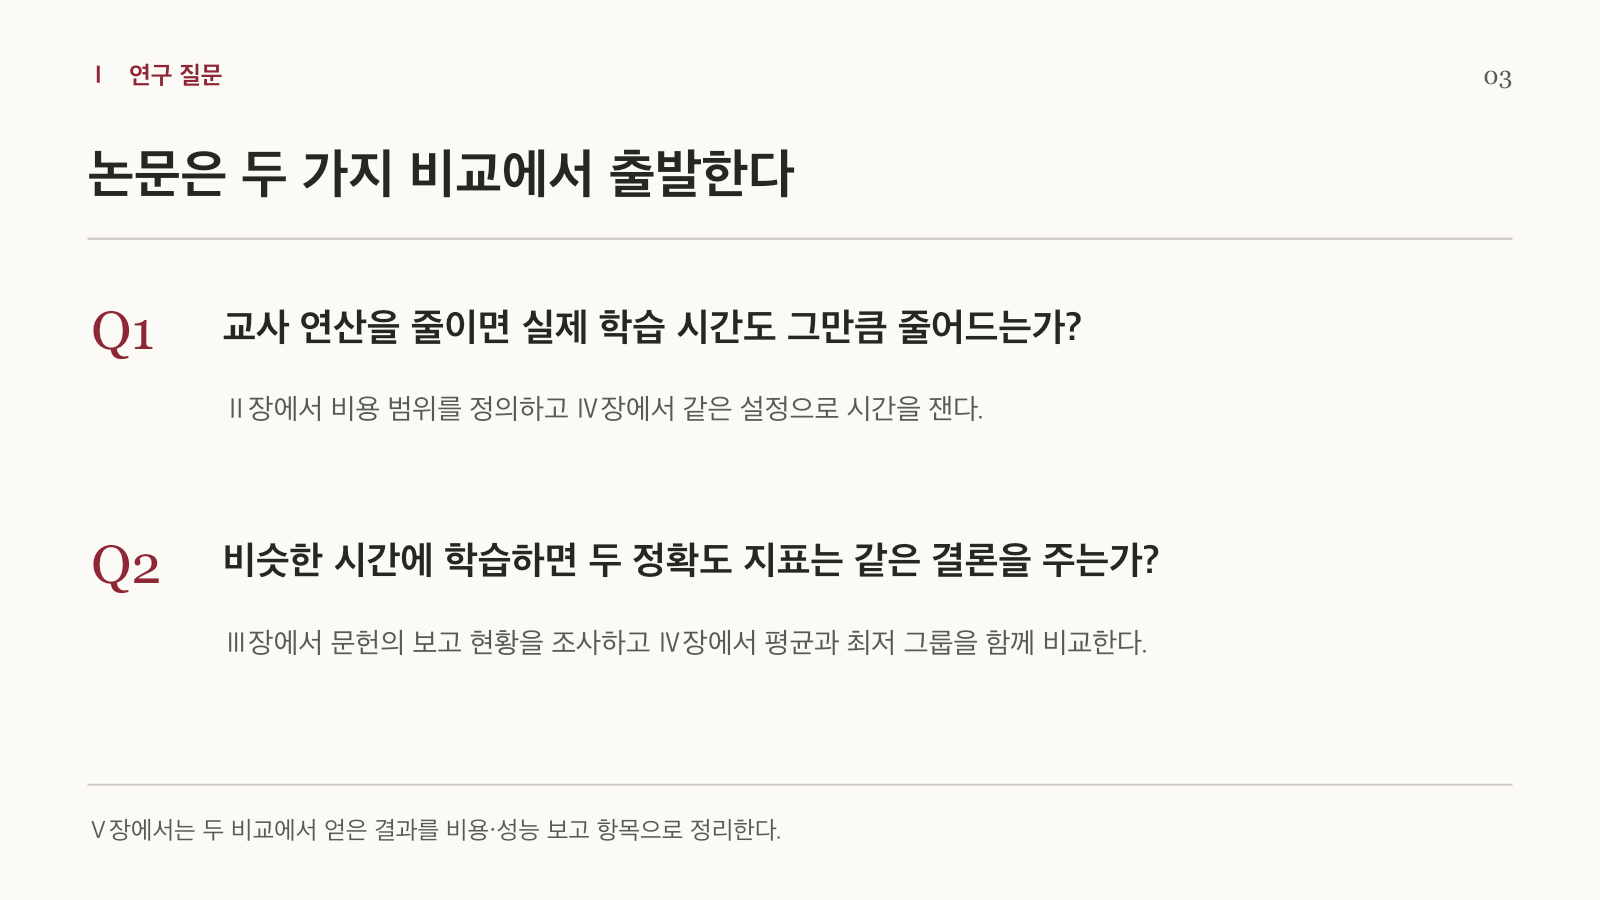 Ⅰ 연구 질문
03
논문은 두 가지 비교에서 출발한다
Q1 교사 연산을 줄이면 실제 학습 시간도 그만큼 줄어드는가?
Ⅱ장에서 비용 범위를 정의하고 Ⅳ장에서 같은 설정으로 시간을 잰다.
Q2 비슷한 시간에 학습하면 두 정확도 지표는 같은 결론을 주는가?
Ⅲ장에서 문헌의 보고 현황을 조사하고 Ⅳ장에서 평균과 최저 그룹을 함께 비교한다.
Ⅴ장에서는 두 비교에서 얻은 결과를 비용·성능 보고 항목으로 정리한다.